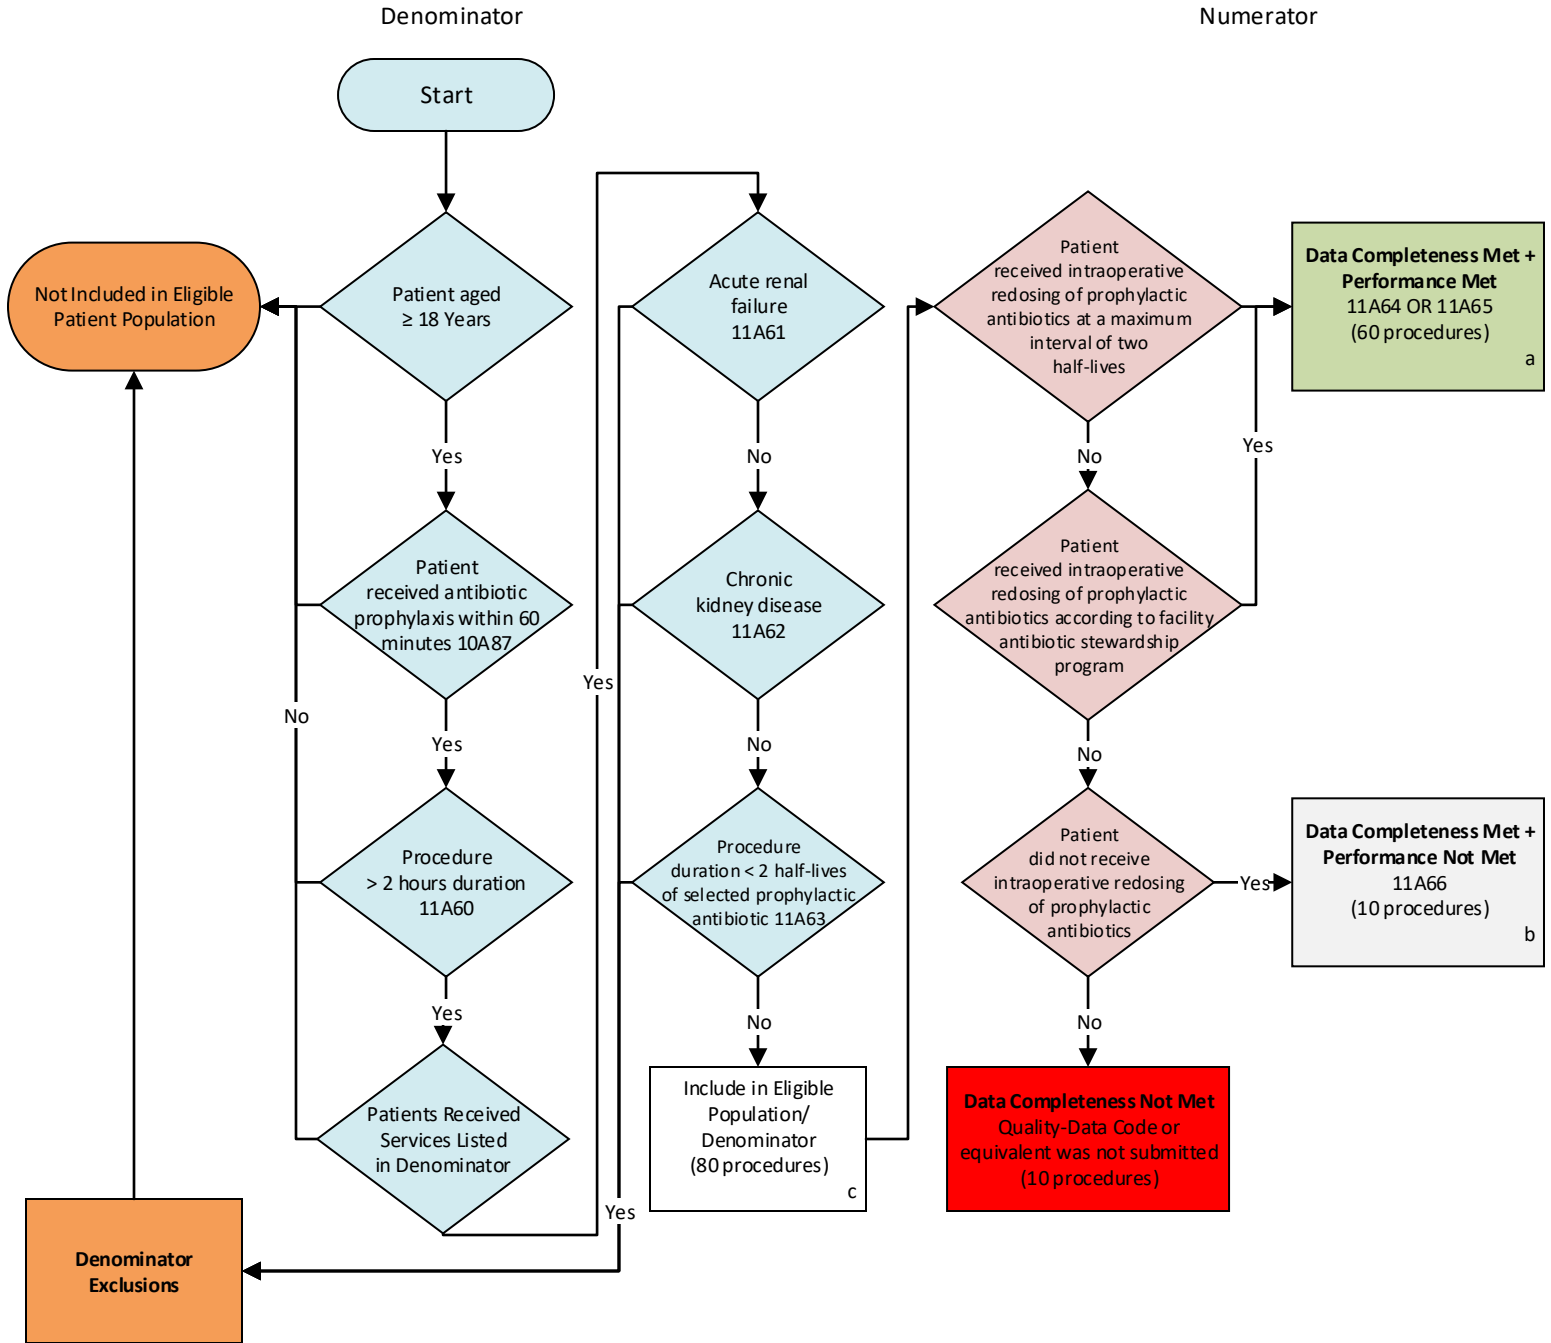 Denominator
Numerator
Start
Patient aged
≥ 18 Years
Not Included in Eligible
Patient Population
Yes
Patient
received antibiotic
prophylaxis within 60
minutes 10A87
No
Yes
Procedure
> 2 hours duration
11A60
Yes
Patients Received
Services Listed
in Denominator
Denominator
Exclusions
Yes
Acute renal
failure
11A61
No
Chronic
kidney disease
11A62
No
Procedure
duration < 2 half-lives
of selected prophylactic
antibiotic 11A63
No
Yes
Include in Eligible
Population/
Denominator
(80 procedures)
c
Patient
received intraoperative
redosing of prophylactic
antibiotics at a maximum
interval of two
half-lives
No
Yes
Data Completeness Met +
Performance Met
11A64 OR 11A65
(60 procedures)
a
Patient
received intraoperative
redosing of prophylactic
antibiotics according to facility
antibiotic stewardship
program
No
Patient
did not receive
intraoperative redosing
of prophylactic
antibiotics
Yes
Data Completeness Met +
Performance Not Met
11A66
(10 procedures)
b
No
Data Completeness Not Met
Quality-Data Code or
equivalent was not submitted
(10 procedures)